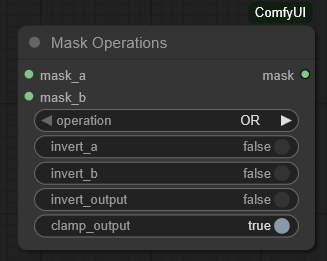 ComfyUI
Mask Operations
mask_a mask
mask_b
operation OR
invert_a false
invert_b false
invert_output false
clamp_output true